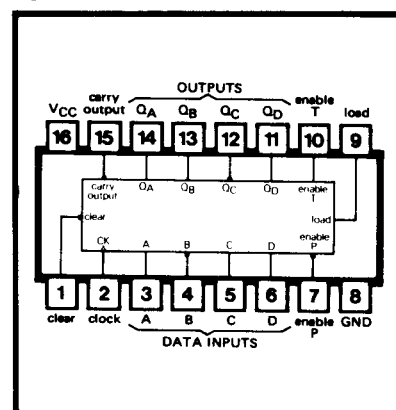 OUTPUTS
VCC carry output QA QB QC QD enable T load
16 15 14 13 12 11 10 9
carry output QA QB QC QD enable T
clear load
enable P
CK A B C D
1 2 3 4 5 6 7 8
clear clock A B C D enable P GND
DATA INPUTS